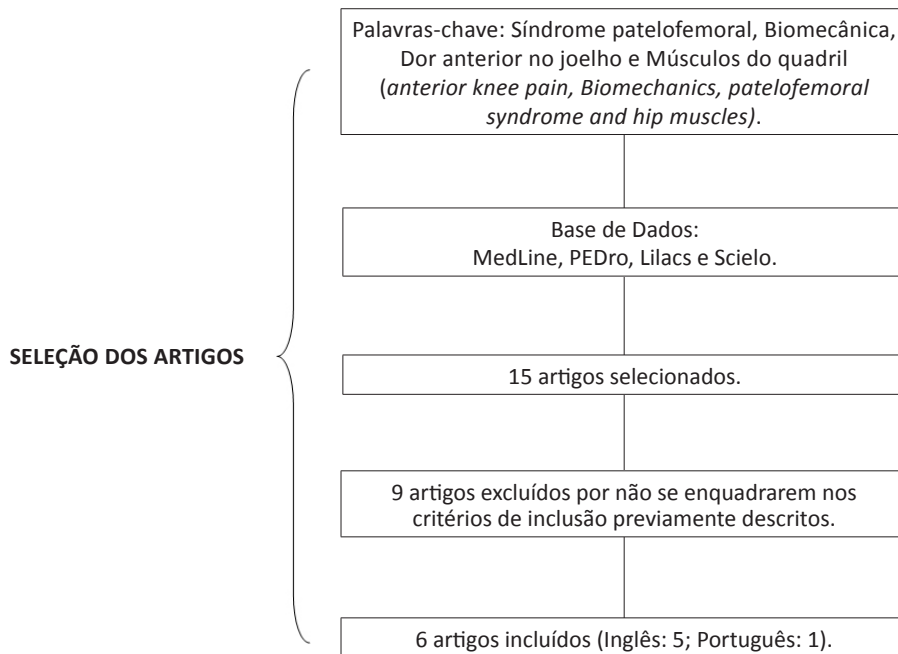 Palavras-chave: Síndrome patelofemoral, Biomecânica,
Dor anterior no joelho e Músculos do quadril
(anterior knee pain, Biomechanics, patelofemoral
syndrome and hip muscles).
Base de Dados:
MedLine, PEDro, Lilacs e Scielo.
SELEÇÃO DOS ARTIGOS
15 artigos selecionados.
9 artigos excluídos por não se enquadrarem nos
critérios de inclusão previamente descritos.
6 artigos incluídos (Inglês: 5; Português: 1).